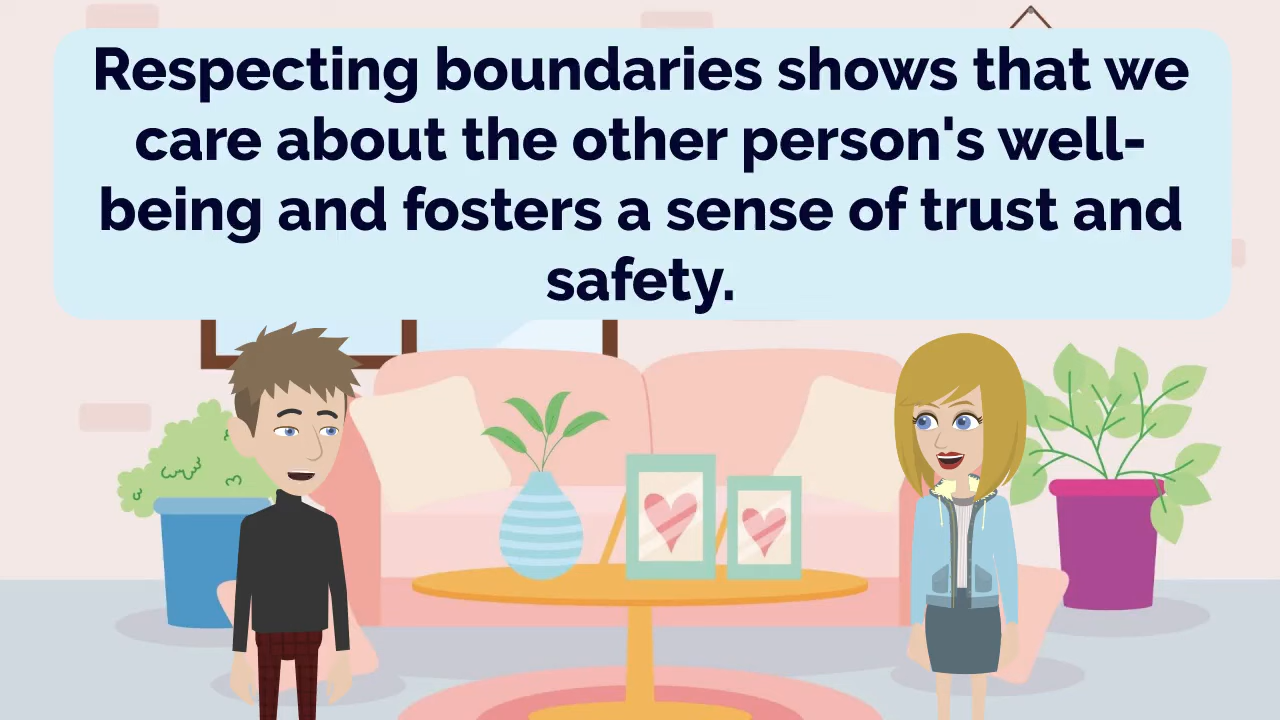 Respecting boundaries shows that we
care about the other person's well-
being and fosters a sense of trust and
safety.